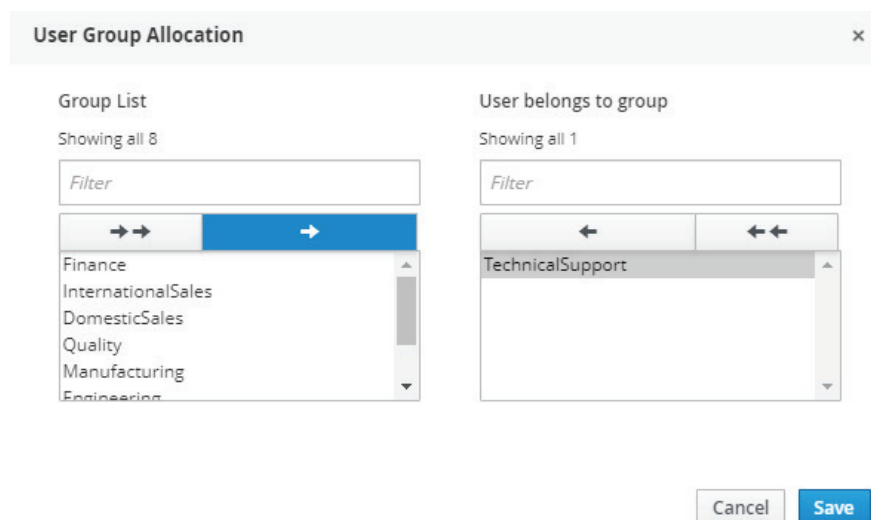 User Group Allocation ×
Group List
Showing all 8
Filter
Finance
InternationalSales
DomesticSales
Quality
Manufacturing
Engineering
User belongs to group
Showing all 1
Filter
TechnicalSupport
Cancel Save